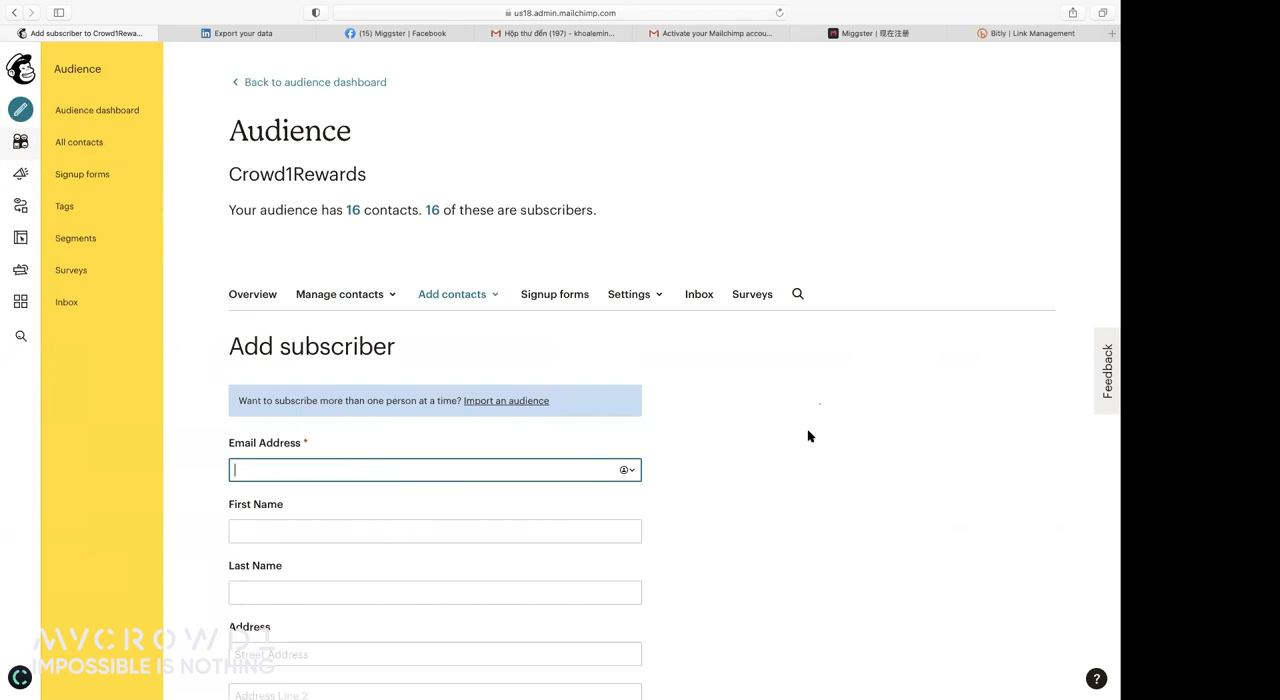 us18.admin.mailchimp.com
Add subscriber to Crowd1Rewa...
Export your data
(15) Miggster | Facebook
Hộp thư đến (197) - khoalemin...
Activate your Mailchimp accou...
Miggster | 现在注册
Bitly | Link Management
Audience
Audience dashboard
All contacts
Signup forms
Tags
Segments
Surveys
Inbox
Back to audience dashboard
Audience
Crowd1Rewards
Your audience has 16 contacts. 16 of these are subscribers.
Overview
Manage contacts
Add contacts
Signup forms
Settings
Inbox
Surveys
Add subscriber
Want to subscribe more than one person at a time? Import an audience
Email Address *
First Name
Last Name
Address
Street Address
Address Line 2
Feedback
?
MYCROWD1
IMPOSSIBLE IS NOTHING